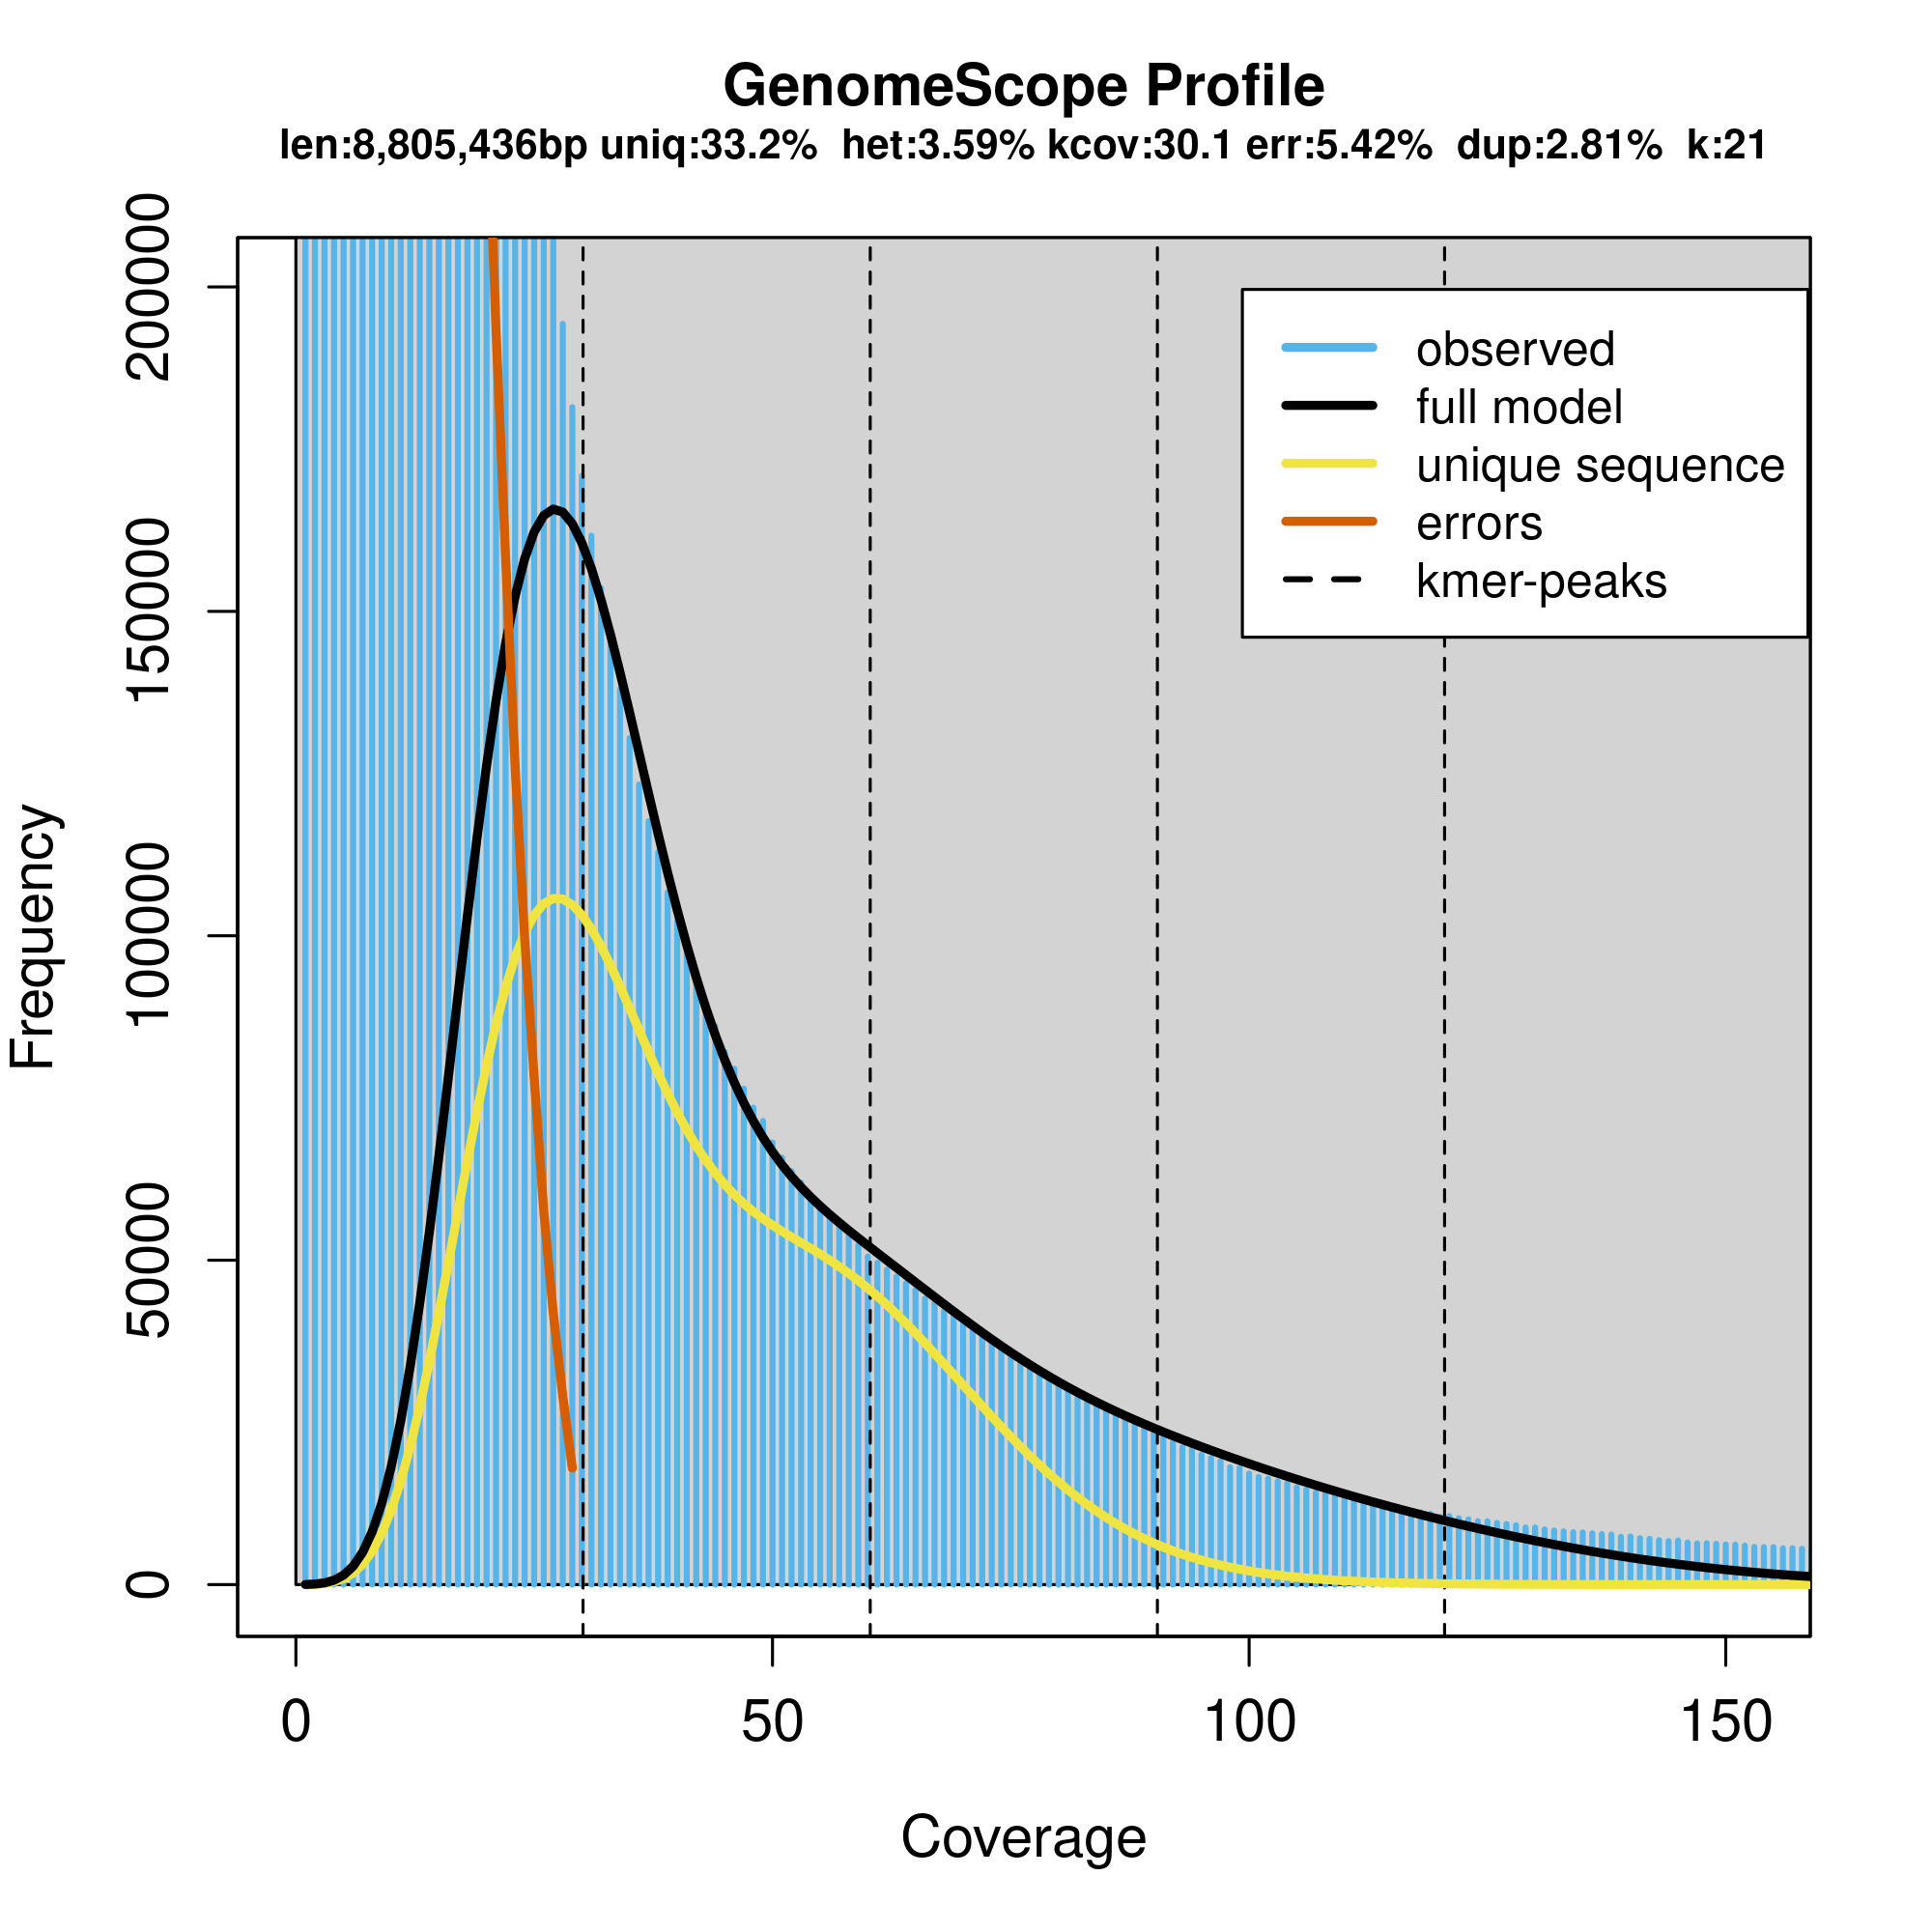 GenomeScope Profile
len:8,805,436bp uniq:33.2% het:3.59% kcov:30.1 err:5.42% dup:2.81% k:21
observed
full model
unique sequence
errors
kmer-peaks
Frequency
200000
150000
100000
50000
0
0 50 100 150
Coverage